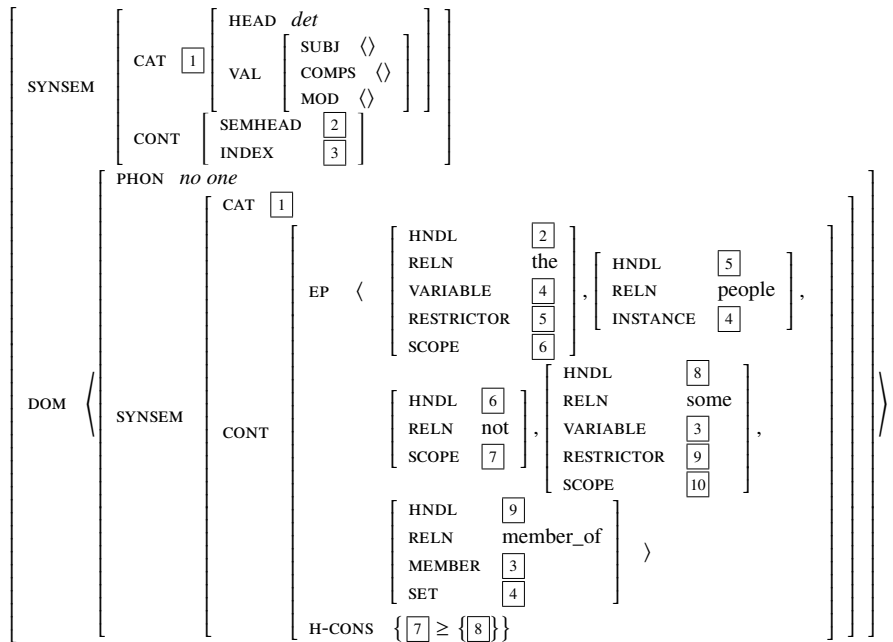 HEAD det
SUBJ ⟨⟩
CAT 1
VAL COMPS ⟨⟩
MOD ⟨⟩
SYNSEM
CONT SEMHEAD 2
INDEX 3
PHON no one
CAT 1
HNDL 2
RELN the
HNDL 5
EP ⟨ VARIABLE 4 , RELN people ,
RESTRICTOR 5
INSTANCE 4
SCOPE 6
HNDL 8
HNDL 6
RELN some
DOM ⟨ SYNSEM CONT RELN not , VARIABLE 3 , ⟩
SCOPE 7
RESTRICTOR 9
SCOPE 10
HNDL 9
RELN member_of ⟩
MEMBER 3
SET 4
H-CONS {7 ≥ {8}}